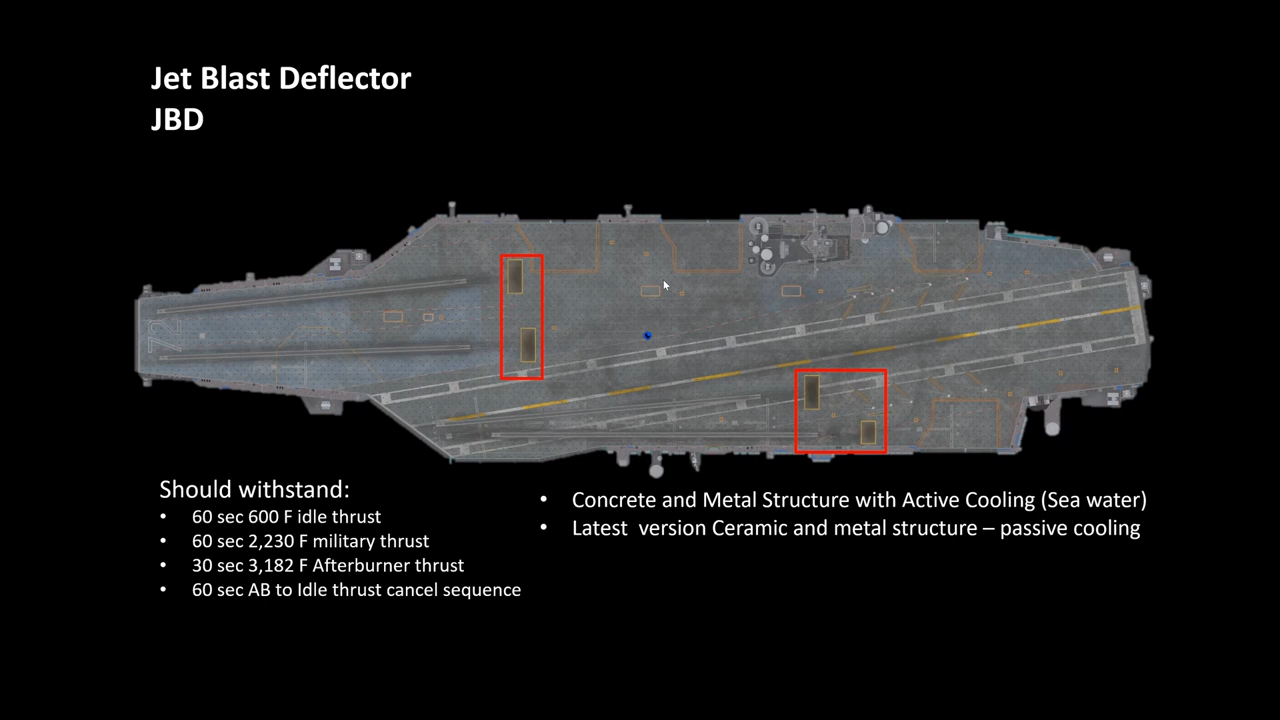 Jet Blast Deflector
JBD
Should withstand:
• 60 sec 600 F idle thrust
• 60 sec 2,230 F military thrust
• 30 sec 3,182 F Afterburner thrust
• 60 sec AB to Idle thrust cancel sequence
• Concrete and Metal Structure with Active Cooling (Sea water)
• Latest version Ceramic and metal structure – passive cooling